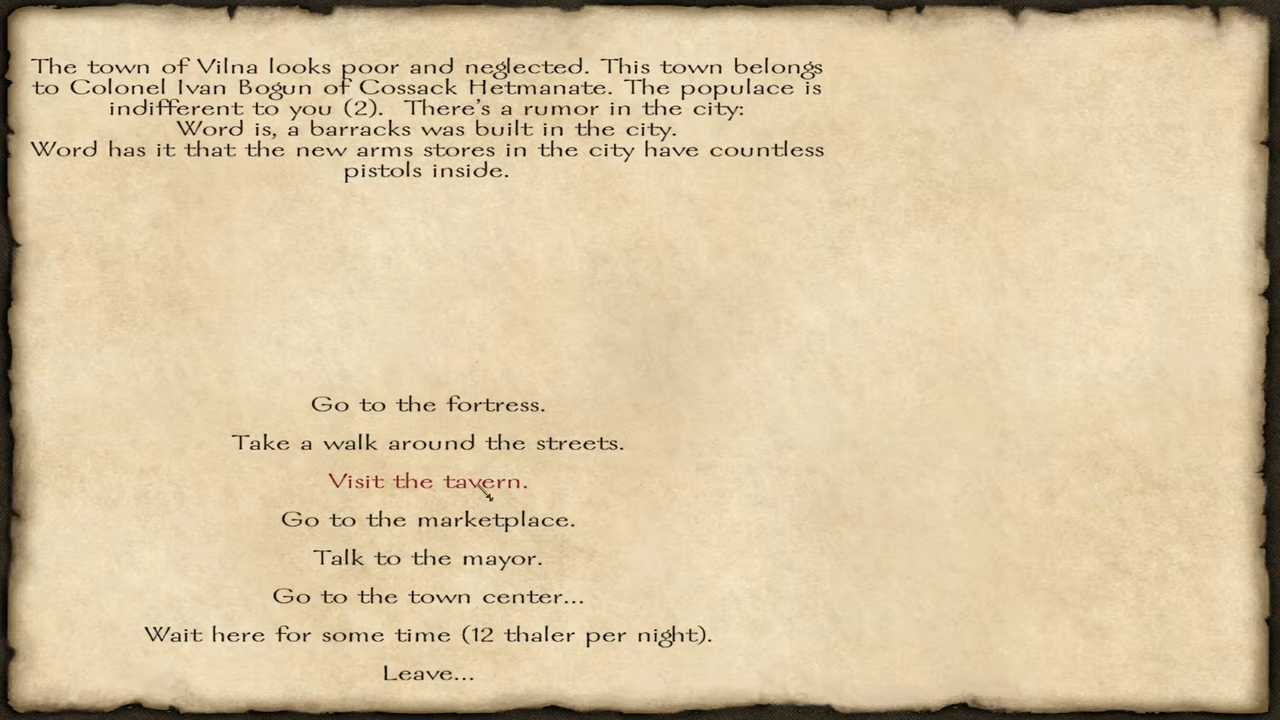 The town of Vilna looks poor and neglected. This town belongs
to Colonel Ivan Bogun of Cossack Hetmanate. The populace is
indifferent to you (2).  There's a rumor in the city:
Word is, a barracks was built in the city.
Word has it that the new arms stores in the city have countless
pistols inside.
Go to the fortress.
Take a walk around the streets.
Visit the tavern.
Go to the marketplace.
Talk to the mayor.
Go to the town center...
Wait here for some time (12 thaler per night).
Leave...